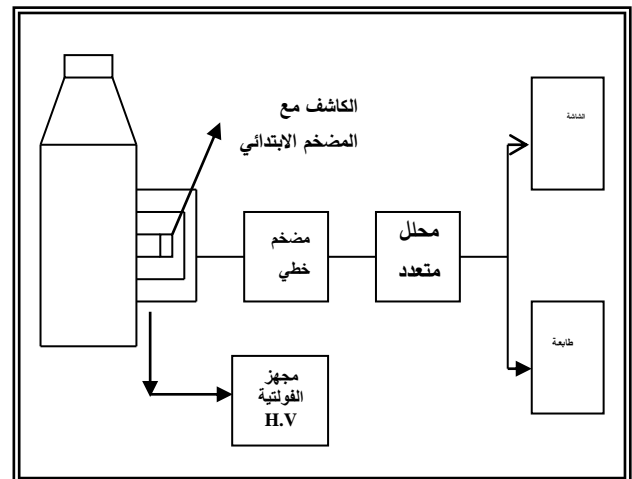 الكاشف مع
المضخم الابتدائي
الشاشة
مضخم
خطي
محلل
متعدد
طابعة
مجهز
الفولتية
H.V